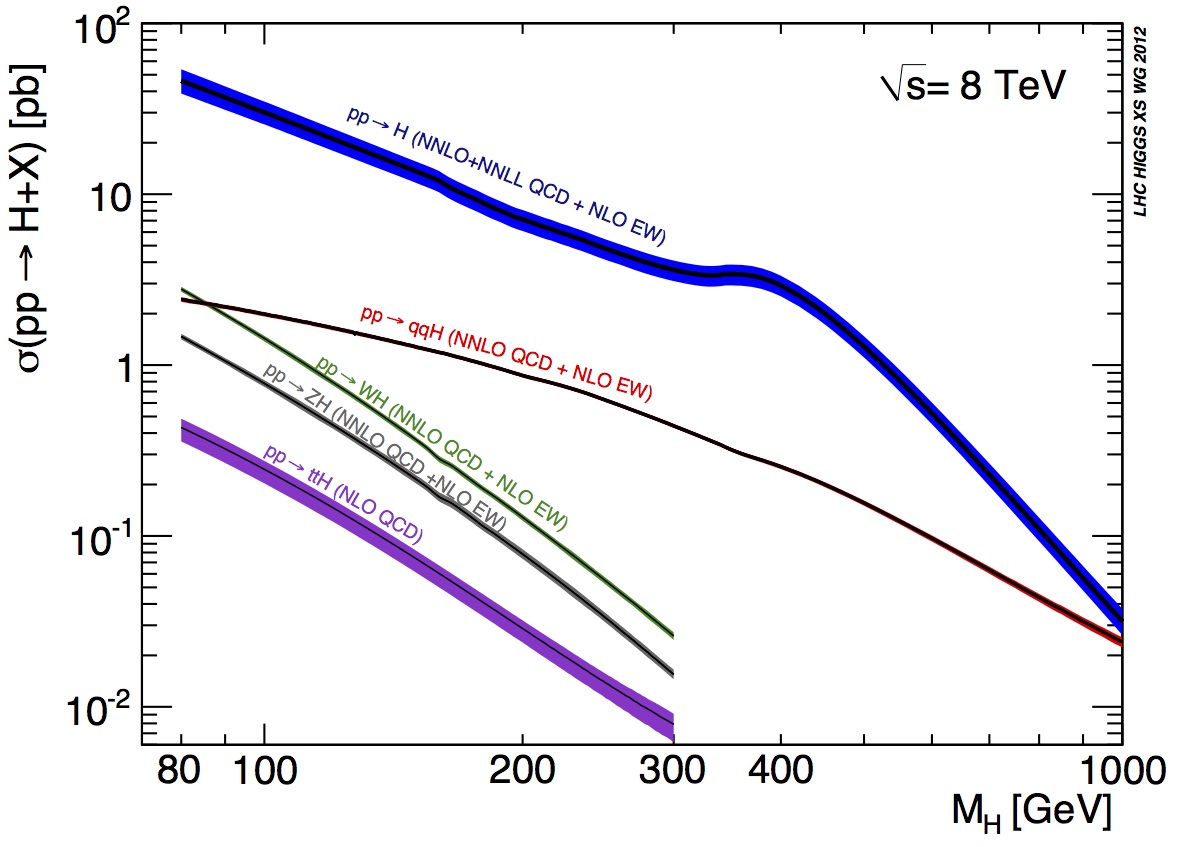 σ(pp → H+X) [pb]
10²
10
1
10⁻¹
10⁻²
√s= 8 TeV
LHC HIGGS XS WG 2012
pp → H (NNLO+NNLL QCD + NLO EW)
pp → qqH (NNLO QCD + NLO EW)
pp → WH (NNLO QCD + NLO EW)
pp → ZH (NNLO QCD +NLO EW)
pp → ttH (NLO QCD)
80 100 200 300 400 1000
M_H [GeV]